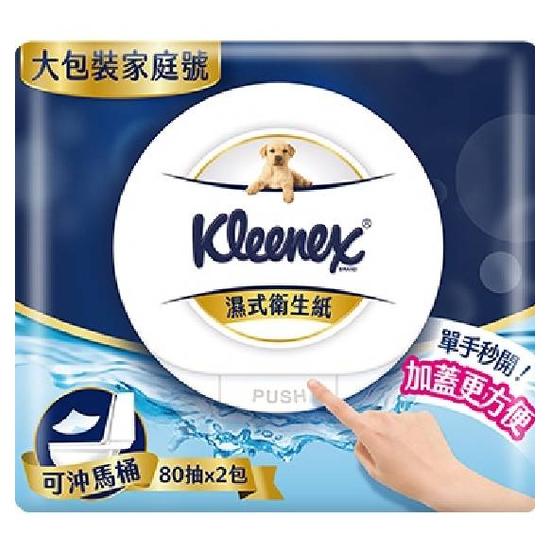 大包裝家庭號
Kleenex®
BRAND
濕式衛生紙
PUSH
單手秒開！
加蓋更方便
可沖馬桶
80抽x2包